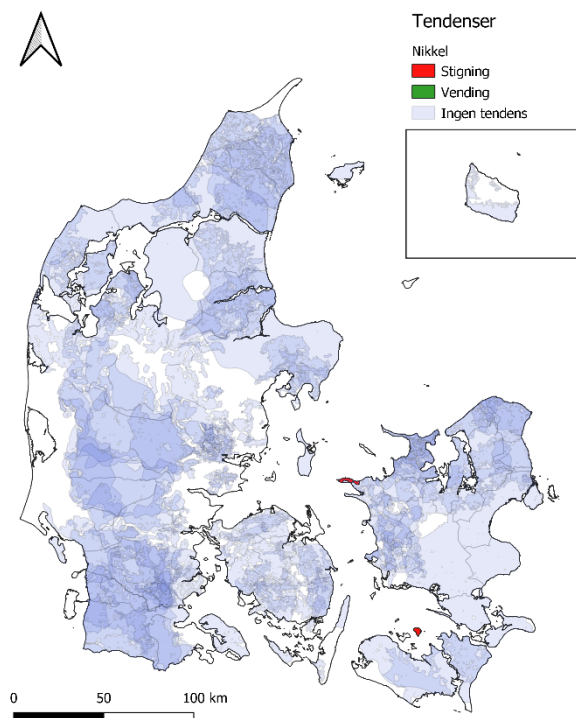 Tendenser
Nikkel
Stigning
Vending
Ingen tendens
0 50 100 km